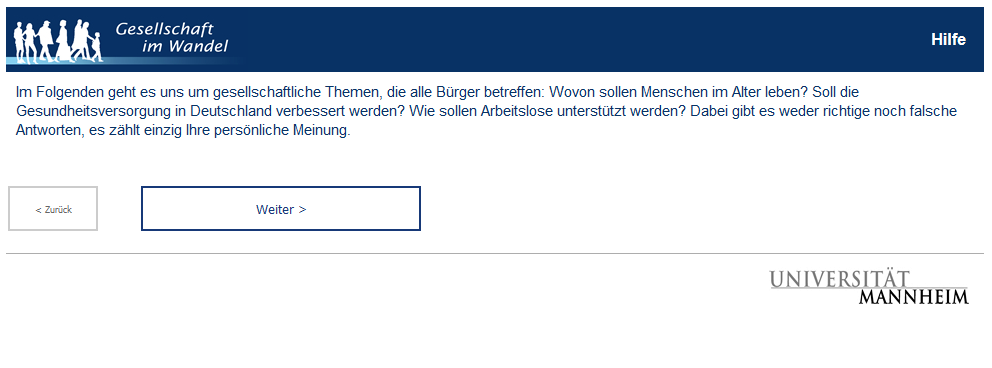 Gesellschaft
im Wandel
Hilfe
Im Folgenden geht es uns um gesellschaftliche Themen, die alle Bürger betreffen: Wovon sollen Menschen im Alter leben? Soll die
Gesundheitsversorgung in Deutschland verbessert werden? Wie sollen Arbeitslose unterstützt werden? Dabei gibt es weder richtige noch falsche
Antworten, es zählt einzig Ihre persönliche Meinung.
< Zurück
Weiter >
UNIVERSITÄT
MANNHEIM